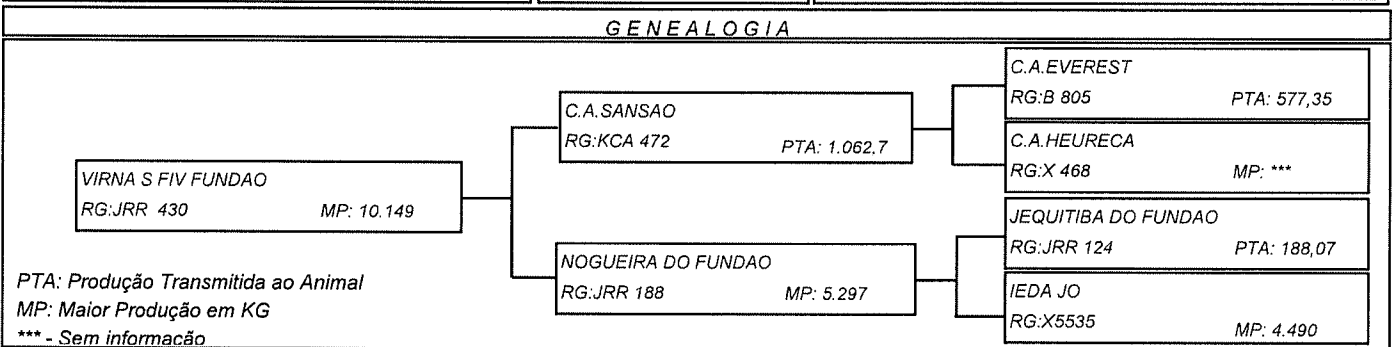 GENEALOGIA
VIRNA S FIV FUNDAO
RG:JRR 430 MP: 10.149
C.A.SANSAO
RG:KCA 472 PTA: 1.062,7
NOGUEIRA DO FUNDAO
RG:JRR 188 MP: 5.297
C.A.EVEREST
RG:B 805 PTA: 577,35
C.A.HEURECA
RG:X 468 MP: ***
JEQUITIBA DO FUNDAO
RG:JRR 124 PTA: 188,07
IEDA JO
RG:X5535 MP: 4.490
PTA: Produção Transmitida ao Animal
MP: Maior Produção em KG
*** - Sem informação